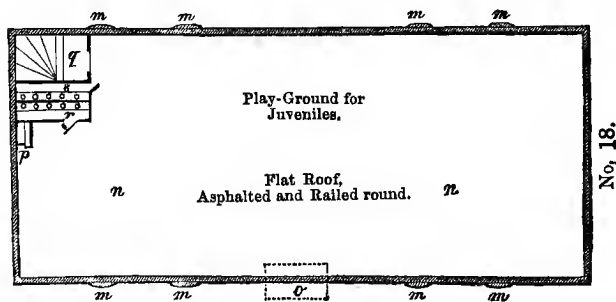 m m m m
q
s
r
p
Play-Ground for
Juveniles.
Flat Roof,
Asphalted and Railed round.
n n
o
m m m m
No. 18.